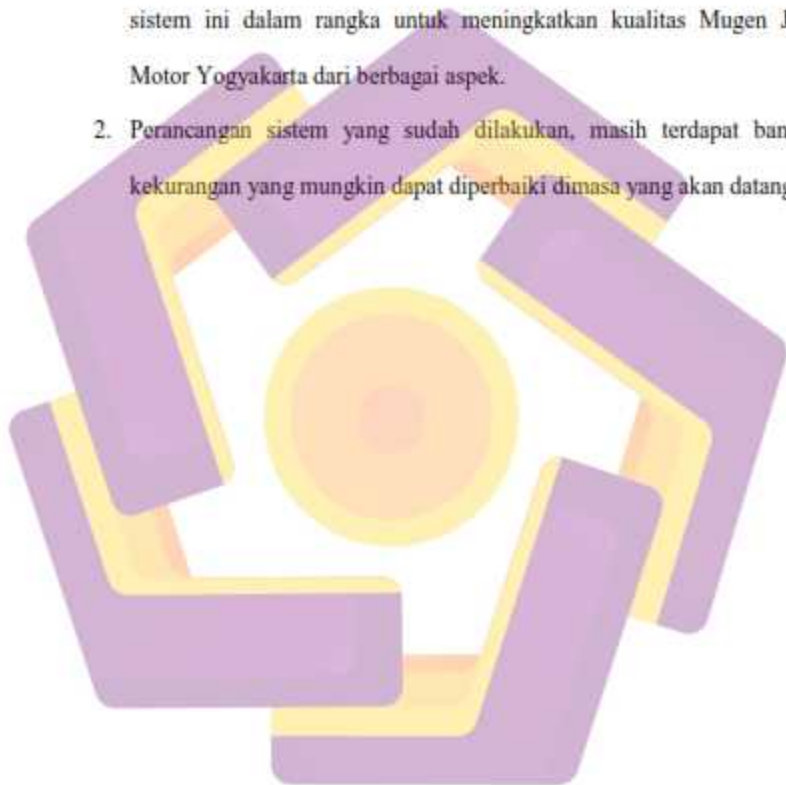 sistem ini dalam rangka untuk meningkatkan kualitas Mugen
Motor Yogyakarta dari berbagai aspek.
2. Perancangan sistem yang sudah dilakukan, masih terdapat
kekurangan yang mungkin dapat diperbaiki dimasa yang akan datang